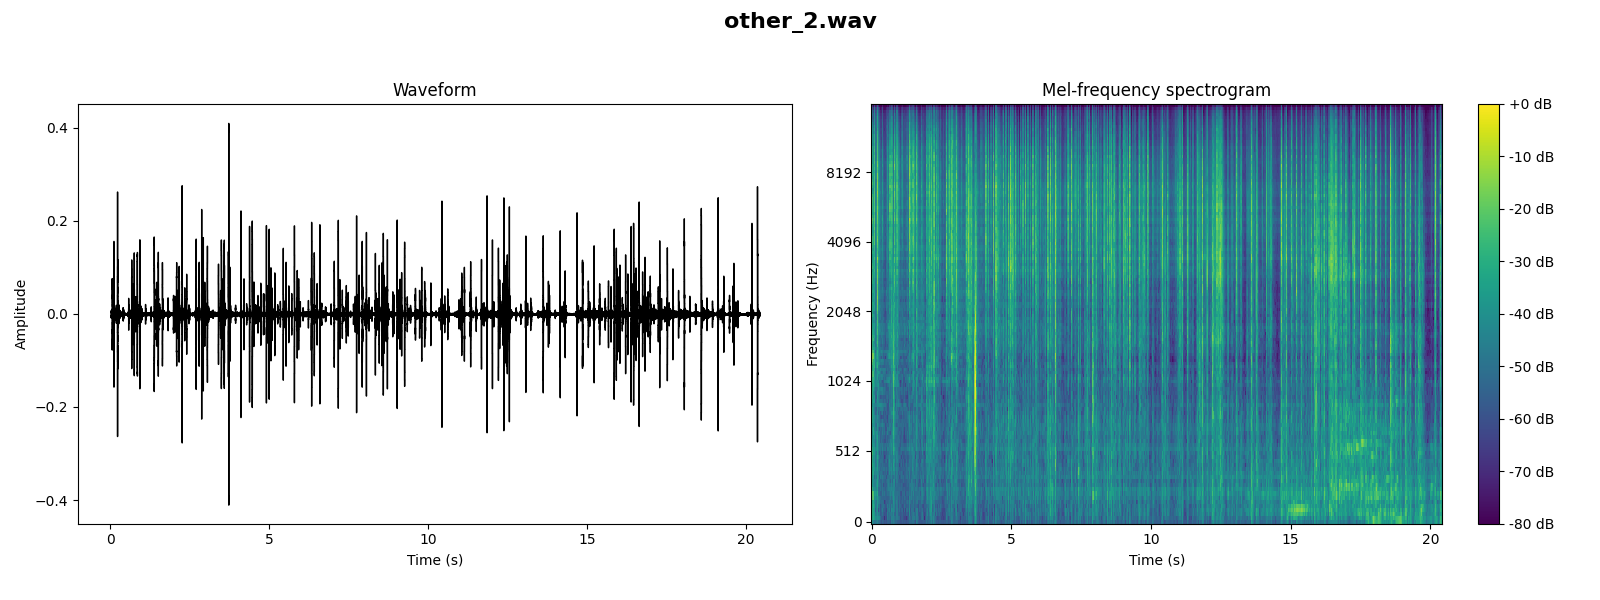 other_2.wav
Waveform
Mel-frequency spectrogram
Amplitude
0.4
0.2
0.0
−0.2
−0.4
0 5 10 15 20
Time (s)
Frequency (Hz)
8192
4096
2048
1024
512
0
0 5 10 15 20
Time (s)
+0 dB
-10 dB
-20 dB
-30 dB
-40 dB
-50 dB
-60 dB
-70 dB
-80 dB